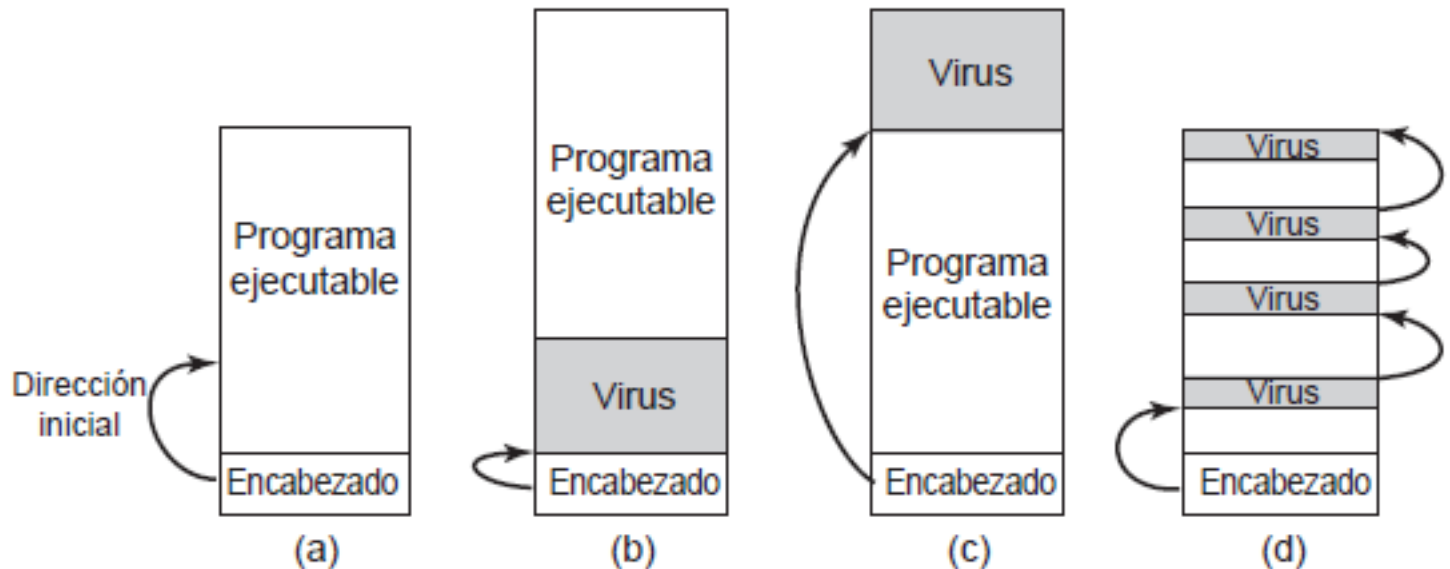 Programa
ejecutable
Dirección
inicial
Encabezado
(a)
Programa
ejecutable
Virus
Encabezado
(b)
Virus
Programa
ejecutable
Encabezado
(c)
Virus
Virus
Virus
Virus
Encabezado
(d)